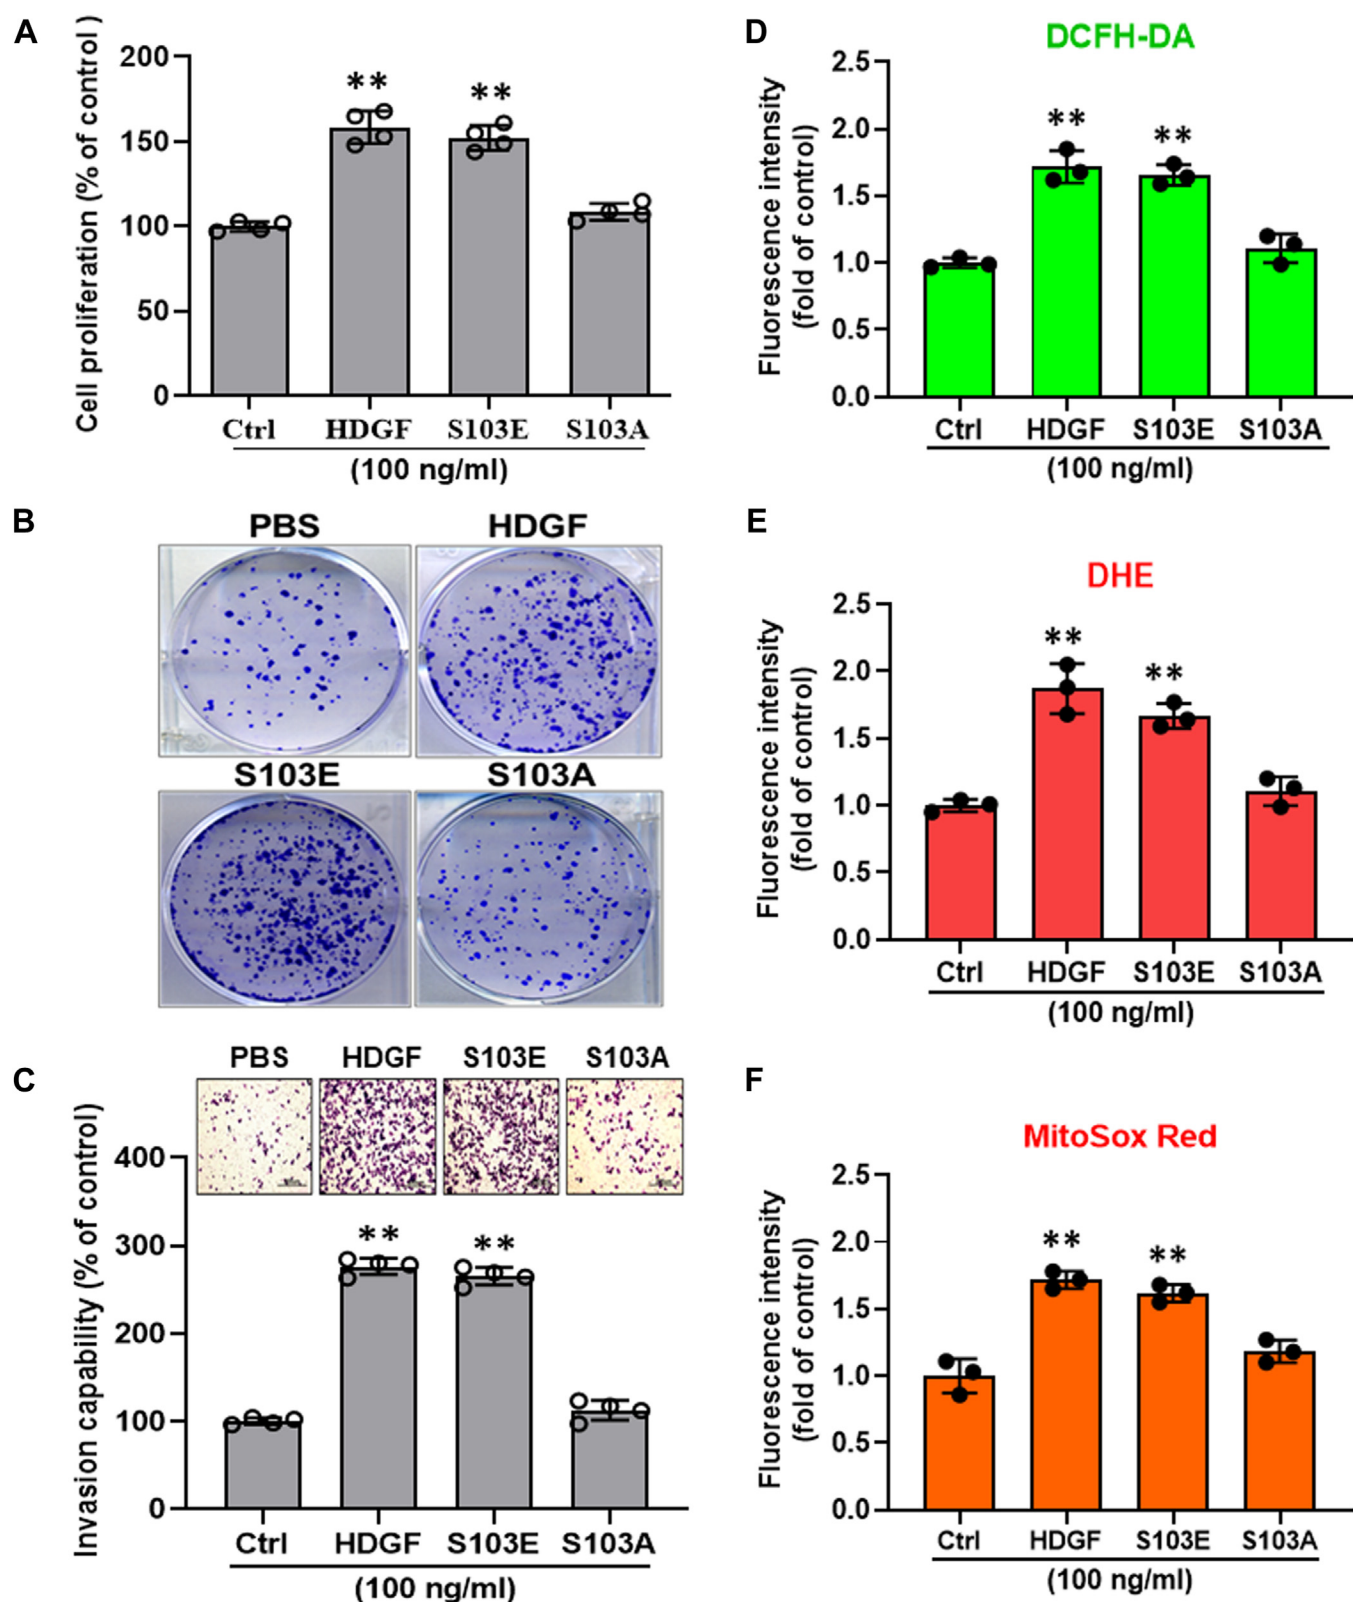 A
Cell proliferation (% of control )
200
150
100
50
0
** **
Ctrl HDGF S103E S103A
(100 ng/ml)
B
PBS HDGF
S103E S103A
C
PBS HDGF S103E S103A
Invasion capability (% of control)
400
300
200
100
0
** **
Ctrl HDGF S103E S103A
(100 ng/ml)
D
DCFH-DA
Fluorescence intensity
(fold of control)
2.5
2.0
1.5
1.0
0.5
0.0
** **
Ctrl HDGF S103E S103A
(100 ng/ml)
E
DHE
Fluorescence intensity
(fold of control)
2.5
2.0
1.5
1.0
0.5
0.0
** **
Ctrl HDGF S103E S103A
(100 ng/ml)
F
MitoSox Red
Fluorescence intensity
(fold of control)
2.5
2.0
1.5
1.0
0.5
0.0
** **
Ctrl HDGF S103E S103A
(100 ng/ml)